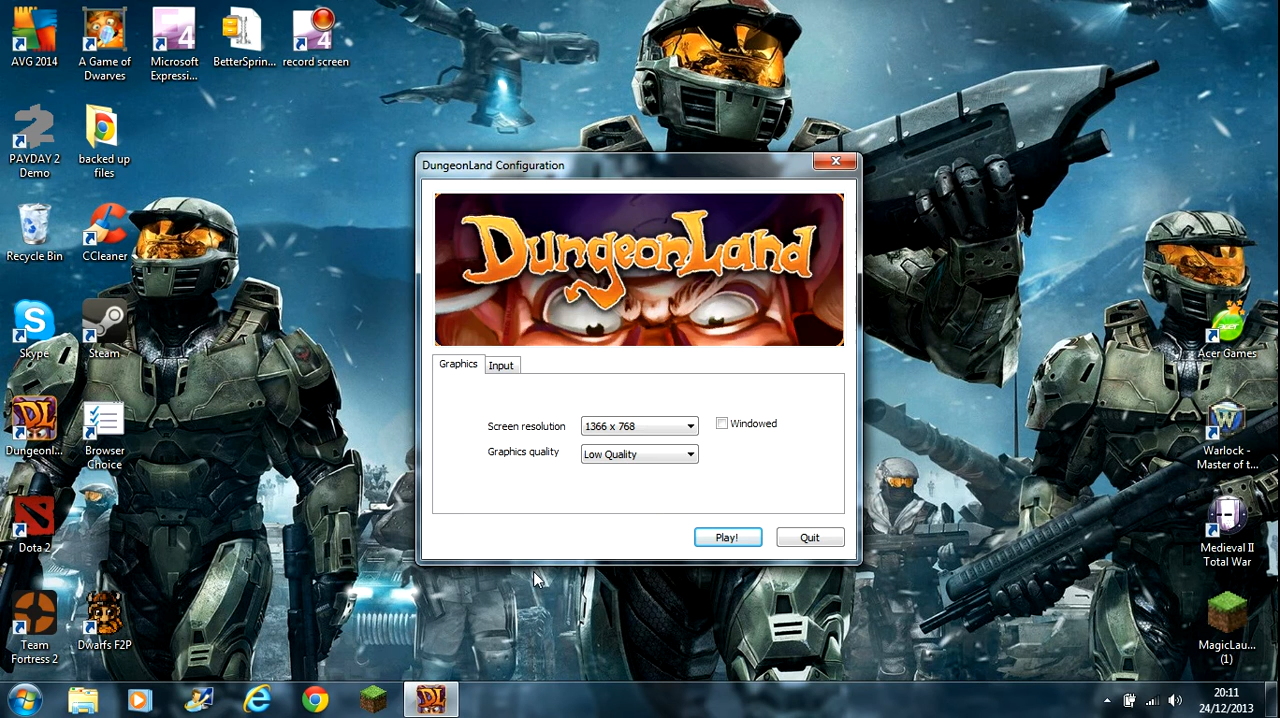 AVG 2014
A Game of
Dwarves
Microsoft
Expressi...
BetterSprin...
record screen
PAYDAY 2
Demo
backed up
files
Recycle Bin
CCleaner
Skype
Steam
Dungeonl...
Browser
Choice
Dota 2
Team
Fortress 2
Dwarfs F2P
DungeonLand Configuration
DungeonLand
Graphics
Input
Screen resolution
1366 x 768
Windowed
Graphics quality
Low Quality
Play!
Quit
acer
Acer Games
Warlock -
Master of t...
Medieval II
Total War
MagicLau...
(1)
DL
20:11
24/12/2013